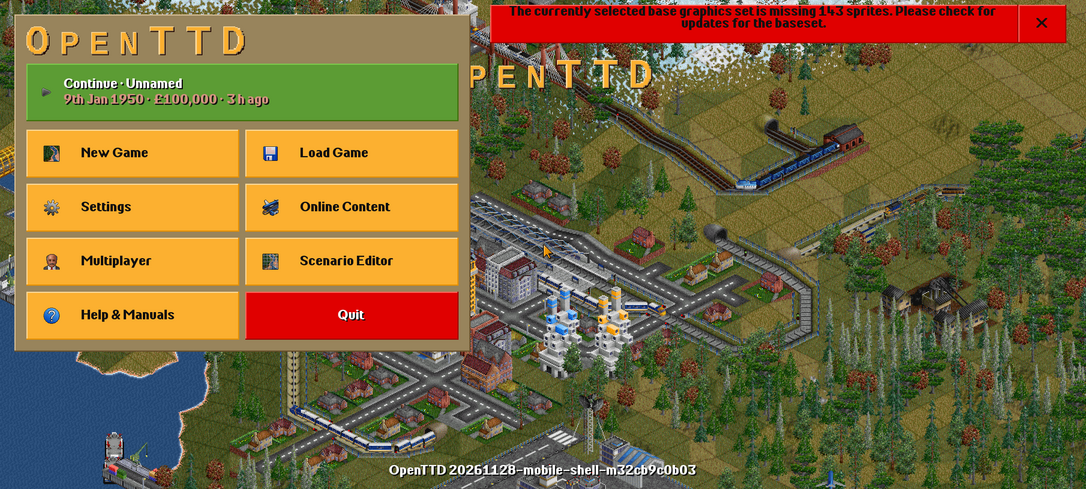 OpenTTD
Continue · Unnamed
9th Jan 1950 · £100,000 · 3 h ago
New Game
Load Game
Settings
Online Content
Multiplayer
Scenario Editor
Help & Manuals
Quit
The currently selected base graphics set is missing 143 sprites. Please check for
updates for the baseset.
PENTTD
OpenTTD 20261128-mobile-shell-m32cb9c0b03